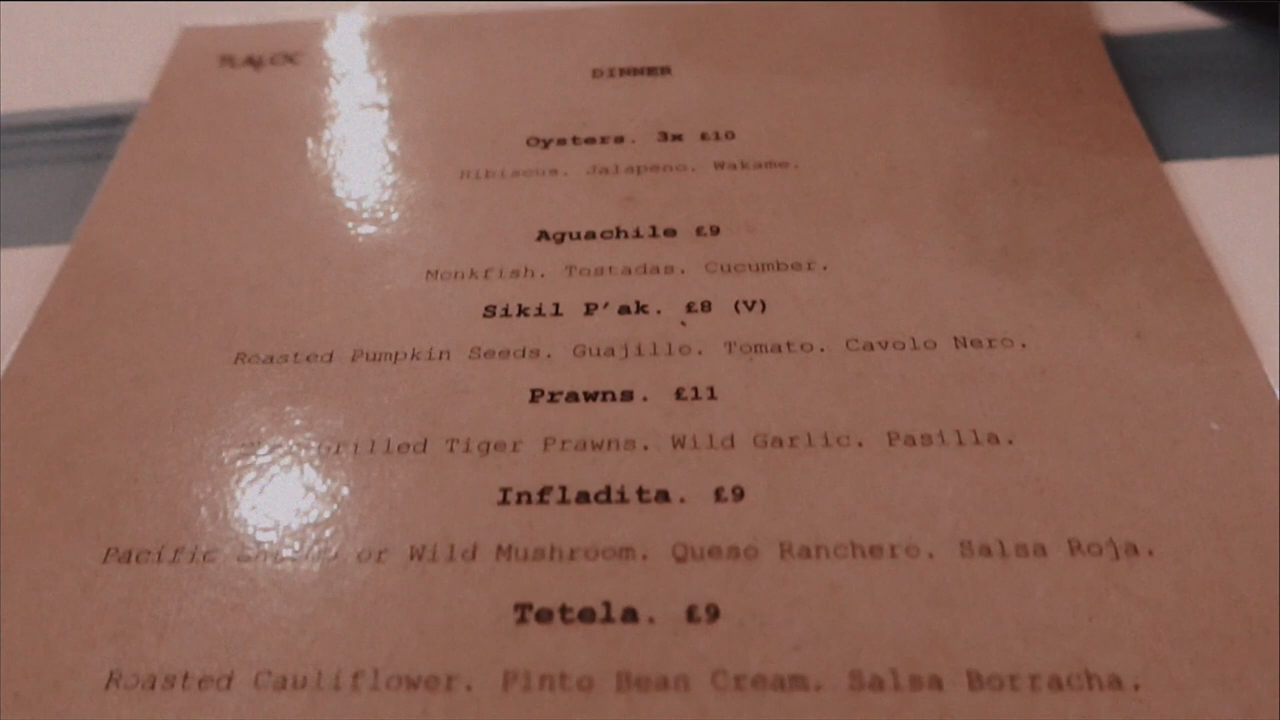 TLALOC
DINNER
Oysters. 3x £10
Hibiscus. Jalapeno. Wakame.
Aguachile £9
Monkfish. Tostadas. Cucumber.
Sikil P'ak. £8 (V)
Roasted Pumpkin Seeds. Guajillo. Tomato. Cavolo Nero.
Prawns. £11
Grilled Tiger Prawns. Wild Garlic. Pasilla.
Infladita. £9
Pacific or Wild Mushroom. Queso Ranchero. Salsa Roja.
Tetela. £9
Roasted Cauliflower. Pinto Bean Cream. Salsa Borracha.